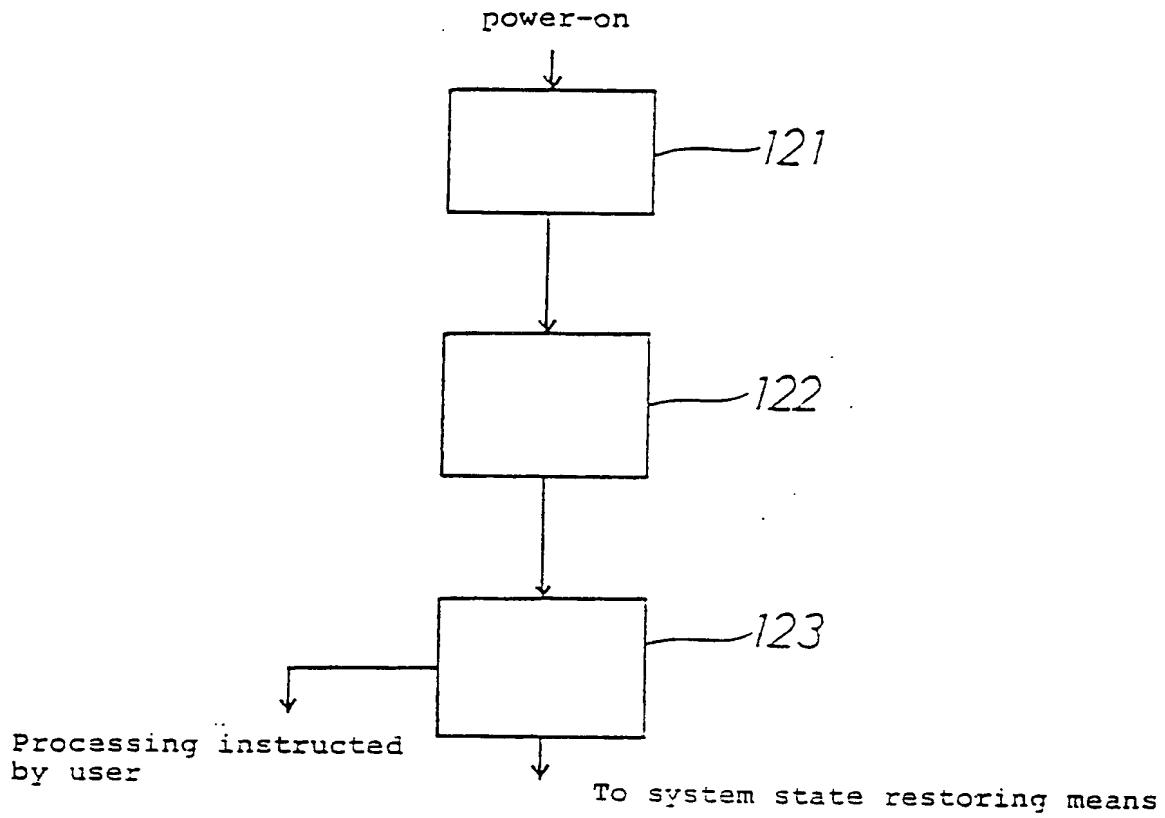 power-on
121
122
123
Processing instructed
by user
To system state restoring means